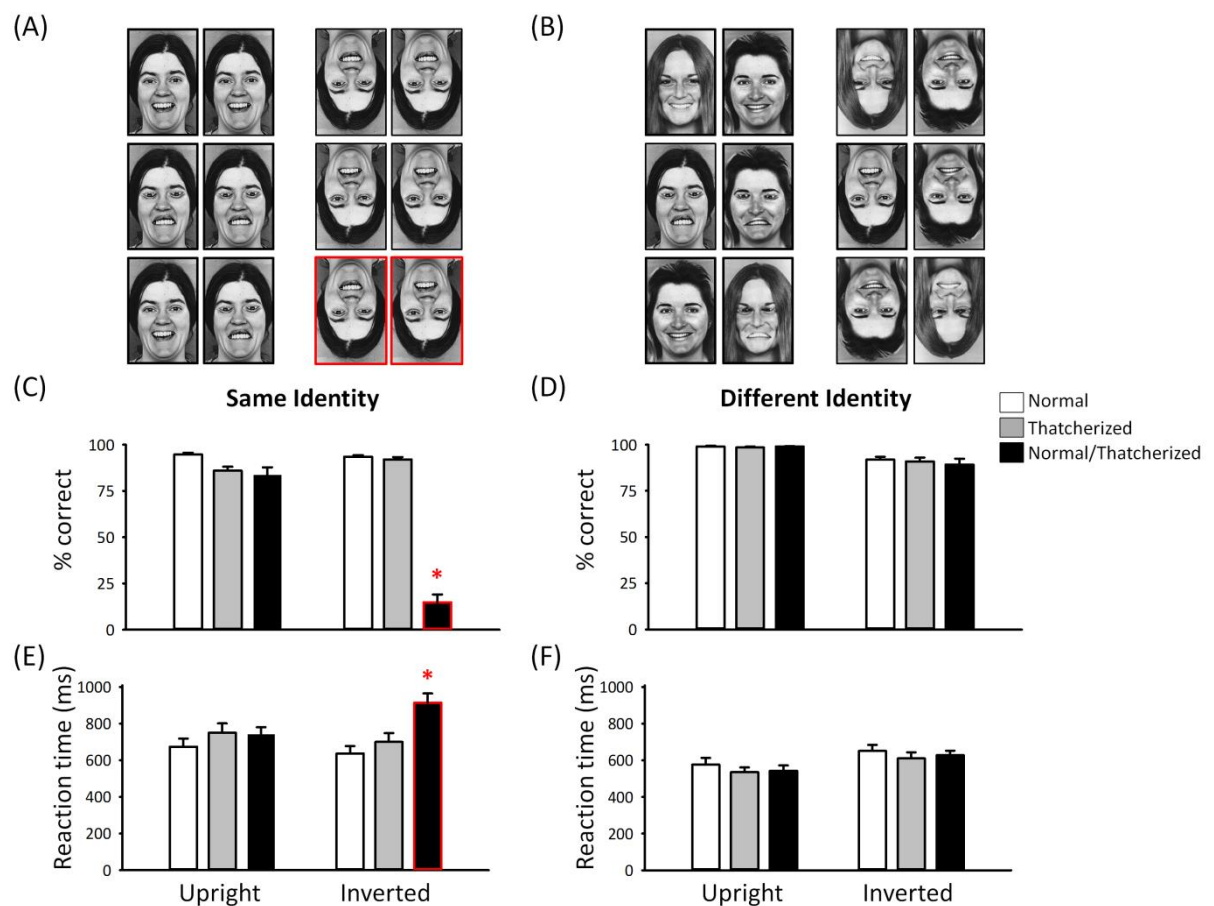 (A)
(B)
(C)
Same Identity
(D)
Different Identity
Normal
Thatcherized
Normal/Thatcherized
% correct
100
75
50
25
0
*
% correct
100
75
50
25
0
(E)
Reaction time (ms)
1000
800
600
400
200
0
*
Upright
Inverted
(F)
Reaction time (ms)
1000
800
600
400
200
0
Upright
Inverted